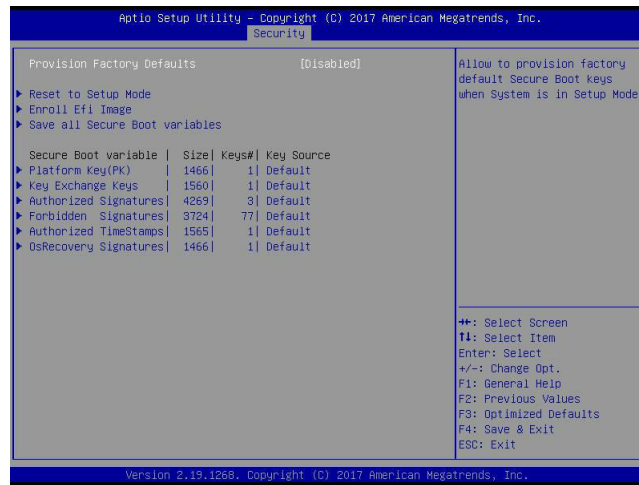 Aptio Setup Utility – Copyright (C) 2017 American Megatrends, Inc.
Security
Provision Factory Defaults [Disabled]
Reset to Setup Mode
Enroll Efi Image
Save all Secure Boot variables
Secure Boot variable | Size| Keys#| Key Source
Platform Key(PK) | 1466| 1| Default
Key Exchange Keys | 1560| 1| Default
Authorized Signatures| 4269| 3| Default
Forbidden Signatures| 3724| 77| Default
Authorized TimeStamps| 1565| 1| Default
OsRecovery Signatures| 1466| 1| Default
Allow to provision factory
default Secure Boot keys
when System is in Setup Mode
→←: Select Screen
↑↓: Select Item
Enter: Select
+/-: Change Opt.
F1: General Help
F2: Previous Values
F3: Optimized Defaults
F4: Save & Exit
ESC: Exit
Version 2.19.1268. Copyright (C) 2017 American Megatrends, Inc.